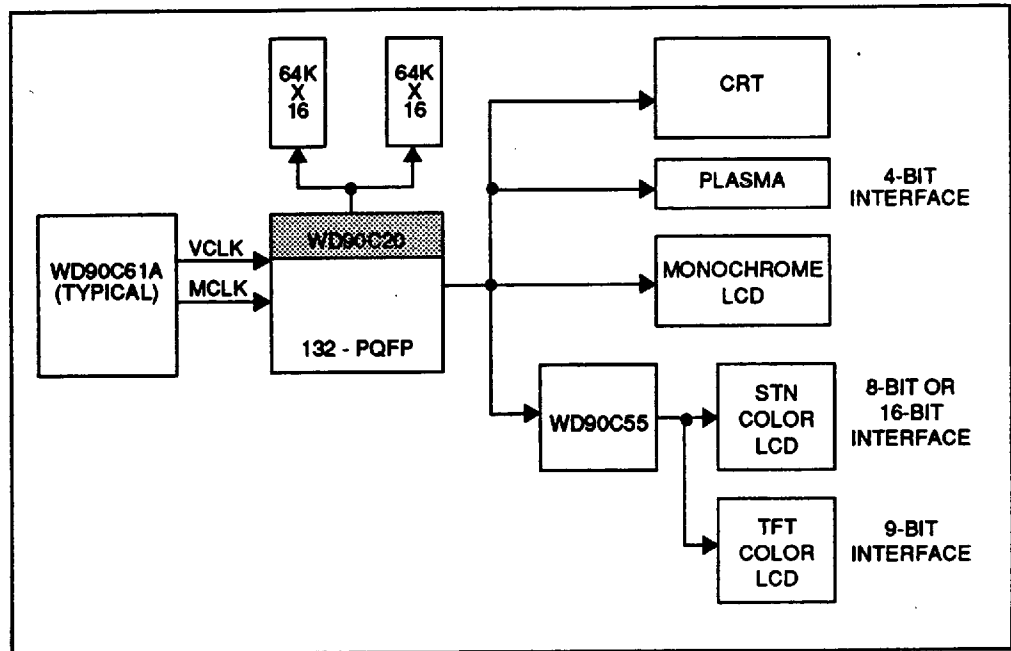 64K
X
16
64K
X
16
CRT
PLASMA
4-BIT
INTERFACE
WD90C20
VCLK
WD90C61A
(TYPICAL)
MCLK
132 - PQFP
MONOCHROME
LCD
WD90C55
STN
COLOR
LCD
8-BIT OR
16-BIT
INTERFACE
TFT
COLOR
LCD
9-BIT
INTERFACE